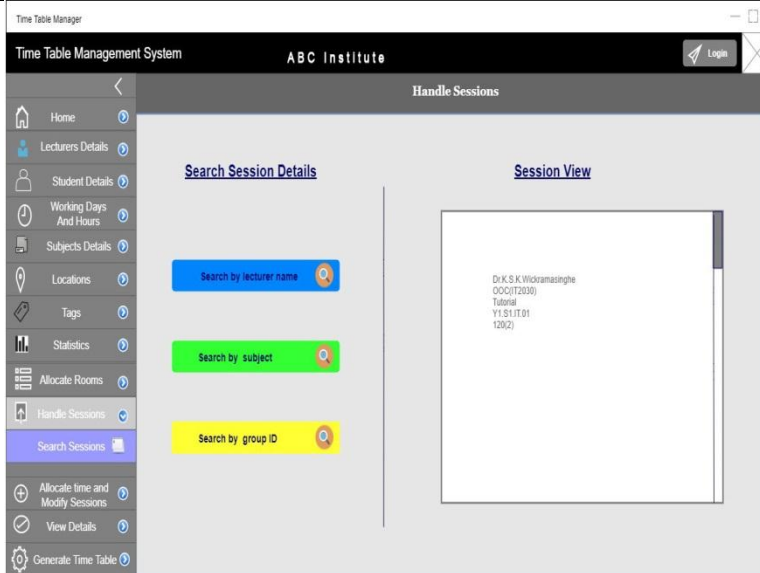 Time Table Manager
Time Table Management System
ABC Institute
Login
Handle Sessions
Home
Lecturers Details
Student Details
Working Days
And Hours
Subjects Details
Locations
Tags
Statistics
Allocate Rooms
Handle Sessions
Search Sessions
Allocate time and
Modify Sessions
View Details
Generate Time Table
Search Session Details
Search by lecturer name
Search by subject
Search by group ID
Session View
Dr.K.S.K.Wickramasinghe
OOC(IT2030)
Tutorial
Y1.S1.IT.01
120(2)